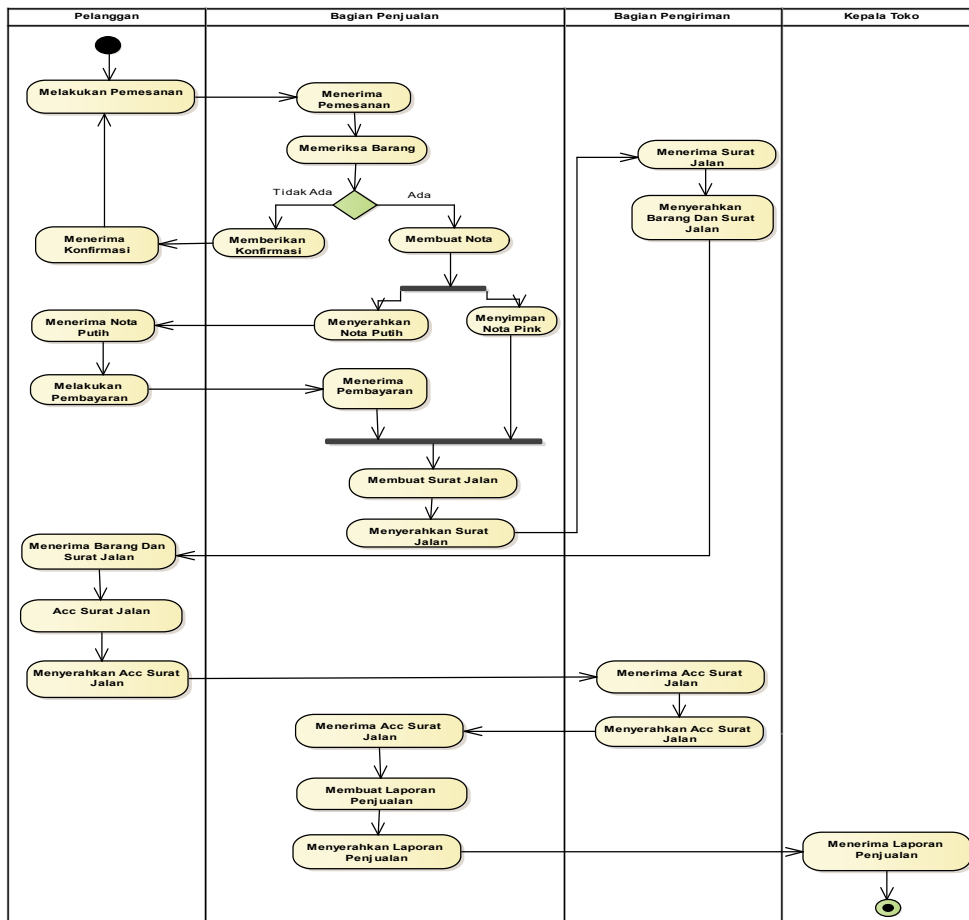 Pelanggan
Bagian Penjualan
Bagian Pengiriman
Kepala Toko
Melakukan Pemesanan
Menerima
Pemesanan
Memeriksa Barang
Menerima Surat
Jalan
Tidak Ada
Ada
Menyerahkan
Barang Dan Surat
Jalan
Menerima
Konfirmasi
Memberikan
Konfirmasi
Membuat Nota
Menerima Nota
Putih
Menyerahkan
Nota Putih
Menyimpan
Nota Pink
Melakukan
Pembayaran
Menerima
Pembayaran
Membuat Surat Jalan
Menyerahkan Surat
Jalan
Menerima Barang Dan
Surat Jalan
Acc Surat Jalan
Menyerahkan Acc Surat
Jalan
Menerima Acc Surat
Jalan
Menerima Acc Surat
Jalan
Menyerahkan Acc Surat
Jalan
Membuat Laporan
Penjualan
Menyerahkan Laporan
Penjualan
Menerima Laporan
Penjualan